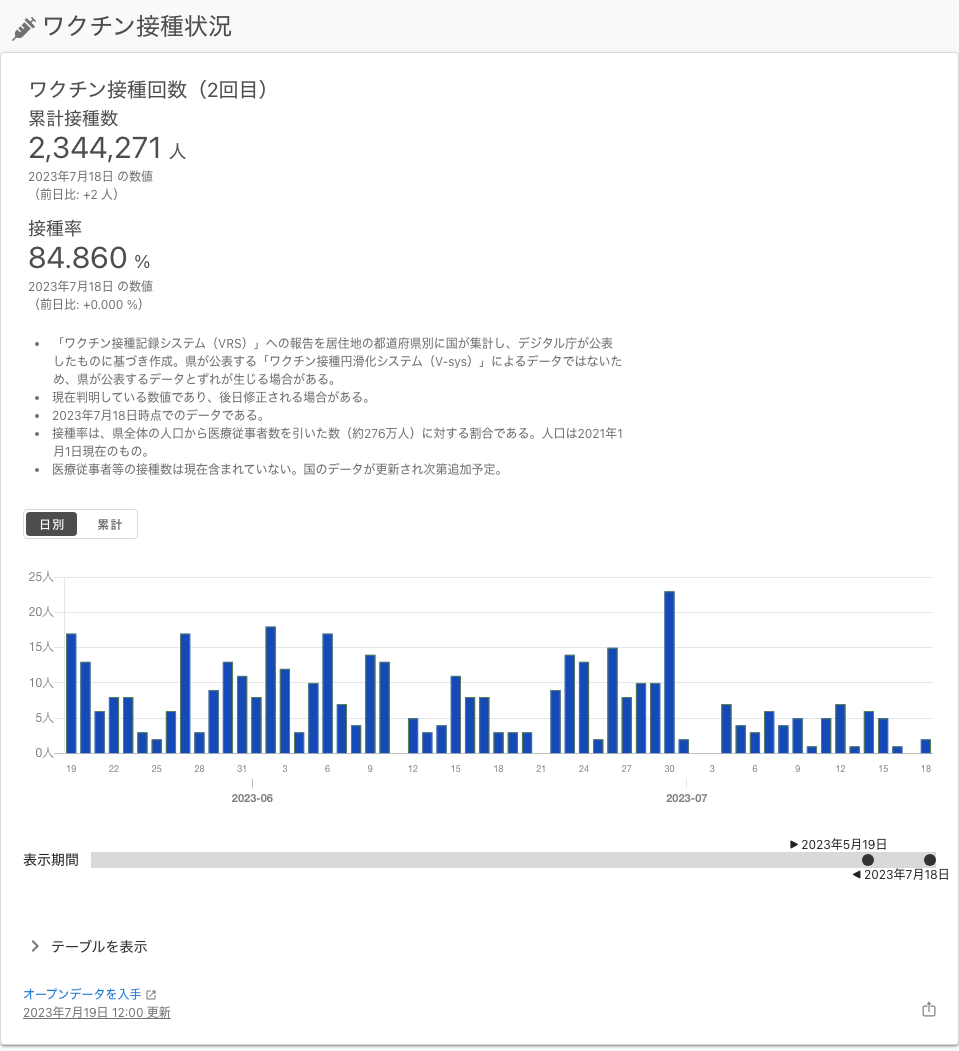 ワクチン接種状況
ワクチン接種回数（2回目）
累計接種数
2,344,271 人
2023年7月18日 の数値
（前日比: +2 人）
接種率
84.860 %
2023年7月18日 の数値
（前日比: +0.000 %）
• 「ワクチン接種記録システム（VRS）」への報告を居住地の都道府県別に国が集計し、デジタル庁が公表
したものに基づき作成。県が公表する「ワクチン接種円滑化システム（V-sys）」によるデータではないた
め、県が公表するデータとずれが生じる場合がある。
• 現在判明している数値であり、後日修正される場合がある。
• 2023年7月18日時点でのデータである。
• 接種率は、県全体の人口から医療従事者数を引いた数（約276万人）に対する割合である。人口は2021年1
月1日現在のもの。
• 医療従事者等の接種数は現在含まれていない。国のデータが更新され次第追加予定。
日別 累計
25人
20人
15人
10人
5人
0人
19 22 25 28 31 3 6 9 12 15 18 21 24 27 30 3 6 9 12 15 18
2023-06 2023-07
▶ 2023年5月19日
表示期間
◀ 2023年7月18日
テーブルを表示
オープンデータを入手
2023年7月19日 12:00 更新